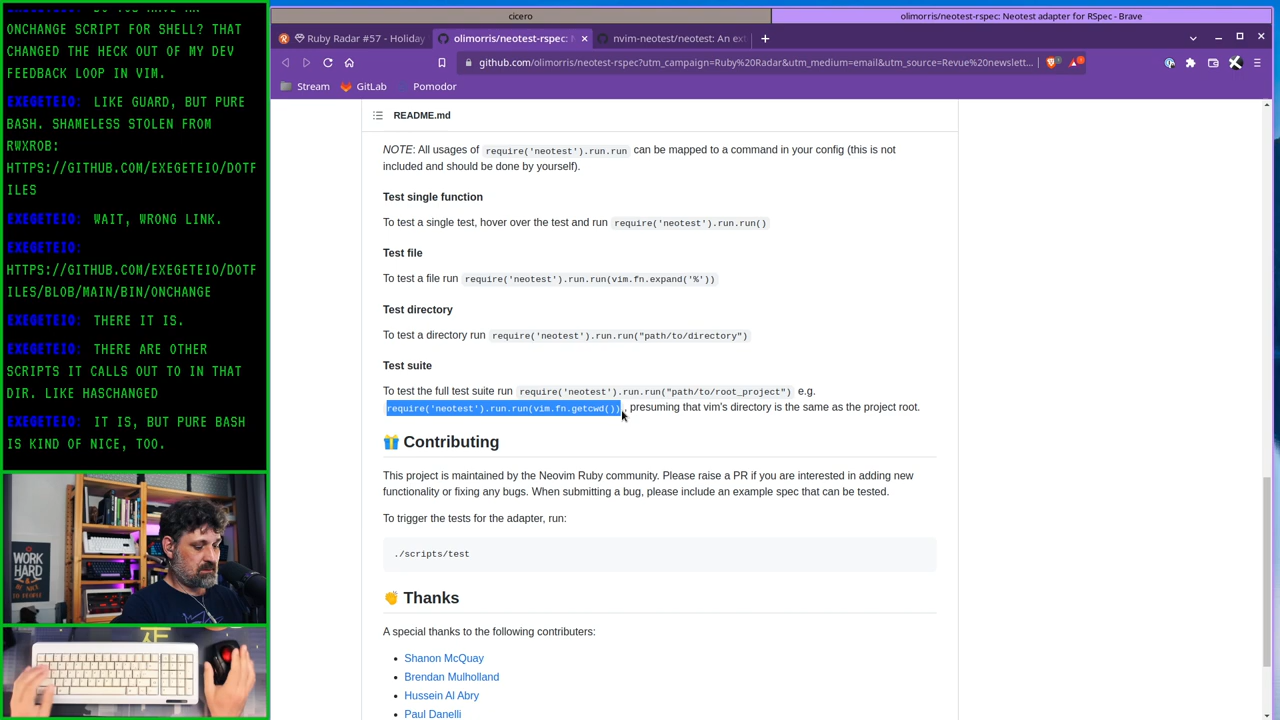 ONCHANGE SCRIPT FOR SHELL? THAT
CHANGED THE HECK OUT OF MY DEV
FEEDBACK LOOP IN VIM.
EXEGETEIO: LIKE GUARD, BUT PURE
BASH. SHAMELESS STOLEN FROM
RWXROB:
HTTPS://GITHUB.COM/EXEGETEIO/DOTF
ILES
EXEGETEIO: WAIT, WRONG LINK.
EXEGETEIO:
HTTPS://GITHUB.COM/EXEGETEIO/DOTF
ILES/BLOB/MAIN/BIN/ONCHANGE
EXEGETEIO: THERE IT IS.
EXEGETEIO: THERE ARE OTHER
SCRIPTS IT CALLS OUT TO IN THAT
DIR. LIKE HASCHANGED
EXEGETEIO: IT IS, BUT PURE BASH
IS KIND OF NICE, TOO.
WORK
HARD
cicero
olimorris/neotest-rspec: Neotest adapter for RSpec - Brave
Ruby Radar #57 - Holiday
olimorris/neotest-rspec: N
nvim-neotest/neotest: An ext
github.com/olimorris/neotest-rspec?utm_campaign=Ruby%20Radar&utm_medium=email&utm_source=Revue%20newslett...
Stream GitLab Pomodor
README.md
NOTE: All usages of require('neotest').run.run can be mapped to a command in your config (this is not
included and should be done by yourself).
Test single function
To test a single test, hover over the test and run require('neotest').run.run()
Test file
To test a file run require('neotest').run.run(vim.fn.expand('%'))
Test directory
To test a directory run require('neotest').run.run("path/to/directory")
Test suite
To test the full test suite run require('neotest').run.run("path/to/root_project") e.g.
require('neotest').run.run(vim.fn.getcwd()) , presuming that vim's directory is the same as the project root.
🎁 Contributing
This project is maintained by the Neovim Ruby community. Please raise a PR if you are interested in adding new
functionality or fixing any bugs. When submitting a bug, please include an example spec that can be tested.
To trigger the tests for the adapter, run:
./scripts/test
👏 Thanks
A special thanks to the following contributers:
Shanon McQuay
Brendan Mulholland
Hussein Al Abry
Paul Danelli